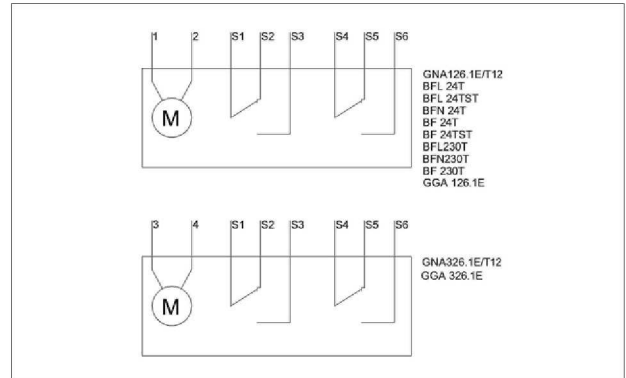 1 2 S1 S2 S3 S4 S5 S6
GNA126.1E/T12
BFL 24T
BFL 24TST
BFN 24T
BF 24T
BF 24TST
BFL230T
BFN230T
BF 230T
GGA 126.1E
M
3 4 S1 S2 S3 S4 S5 S6
GNA326.1E/T12
GGA 326.1E
M